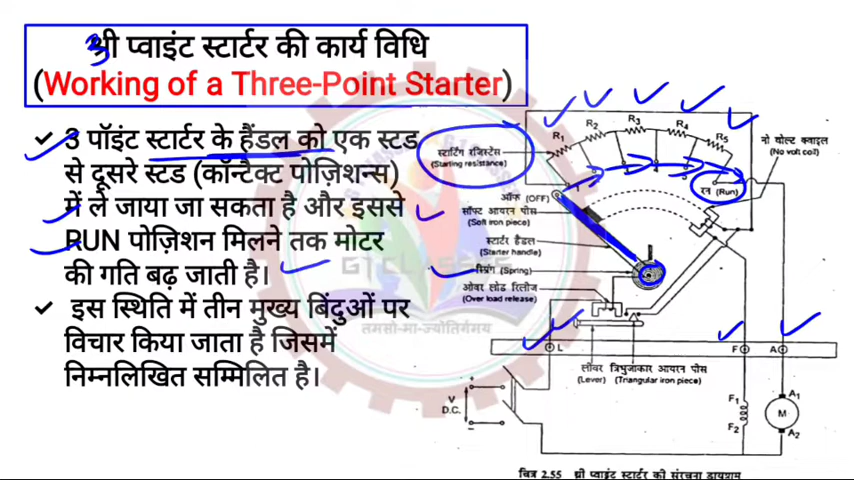 थ्री प्वाइंट स्टार्टर की कार्य विधि
(Working of a Three-Point Starter)
3 पॉइंट स्टार्टर के हैंडल को एक स्टड
से दूसरे स्टड (कॉन्टैक्ट पोज़िशन्स)
में ले जाया जा सकता है और इससे
RUN पोज़िशन मिलने तक मोटर
की गति बढ़ जाती है।
इस स्थिति में तीन मुख्य बिंदुओं पर
विचार किया जाता है जिसमें
निम्नलिखित सम्मिलित है।
R1
R2
R3
R4
R5
स्टार्टिंग रजिस्टेंस
(Starting resistance)
नो वोल्ट क्वाइल
(No volt coil)
रन (Run)
ऑफ (OFF)
सॉफ्ट आयरन पीस
(Soft iron piece)
स्टार्टर हैंडल
(Starter handle)
स्प्रिंग (Spring)
ओवर लोड रिलीज
(Over load release)
L
F
A
लीवर त्रिभुजाकार आयरन पीस
(Lever) (Triangular iron piece)
V
D.C.
+
−
F1
F2
A1
M
A2
तमसो-मा-ज्योतिर्गमय
चित्र 2.55 थ्री प्वाइंट स्टार्टर की संरचना डायग्राम